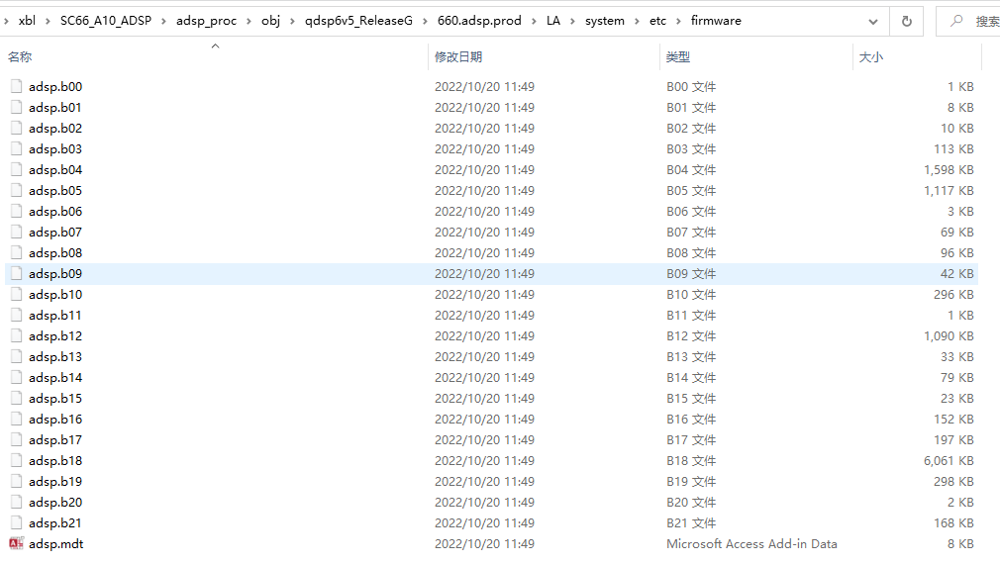 xbl › SC66_A10_ADSP › adsp_proc › obj › qdsp6v5_ReleaseG › 660.adsp.prod › LA › system › etc › firmware 搜索
名称 修改日期 类型 大小
adsp.b00 2022/10/20 11:49 B00 文件 1 KB
adsp.b01 2022/10/20 11:49 B01 文件 8 KB
adsp.b02 2022/10/20 11:49 B02 文件 10 KB
adsp.b03 2022/10/20 11:49 B03 文件 113 KB
adsp.b04 2022/10/20 11:49 B04 文件 1,598 KB
adsp.b05 2022/10/20 11:49 B05 文件 1,117 KB
adsp.b06 2022/10/20 11:49 B06 文件 3 KB
adsp.b07 2022/10/20 11:49 B07 文件 69 KB
adsp.b08 2022/10/20 11:49 B08 文件 96 KB
adsp.b09 2022/10/20 11:49 B09 文件 42 KB
adsp.b10 2022/10/20 11:49 B10 文件 296 KB
adsp.b11 2022/10/20 11:49 B11 文件 1 KB
adsp.b12 2022/10/20 11:49 B12 文件 1,090 KB
adsp.b13 2022/10/20 11:49 B13 文件 33 KB
adsp.b14 2022/10/20 11:49 B14 文件 79 KB
adsp.b15 2022/10/20 11:49 B15 文件 23 KB
adsp.b16 2022/10/20 11:49 B16 文件 152 KB
adsp.b17 2022/10/20 11:49 B17 文件 197 KB
adsp.b18 2022/10/20 11:49 B18 文件 6,061 KB
adsp.b19 2022/10/20 11:49 B19 文件 298 KB
adsp.b20 2022/10/20 11:49 B20 文件 2 KB
adsp.b21 2022/10/20 11:49 B21 文件 168 KB
adsp.mdt 2022/10/20 11:49 Microsoft Access Add-in Data 8 KB